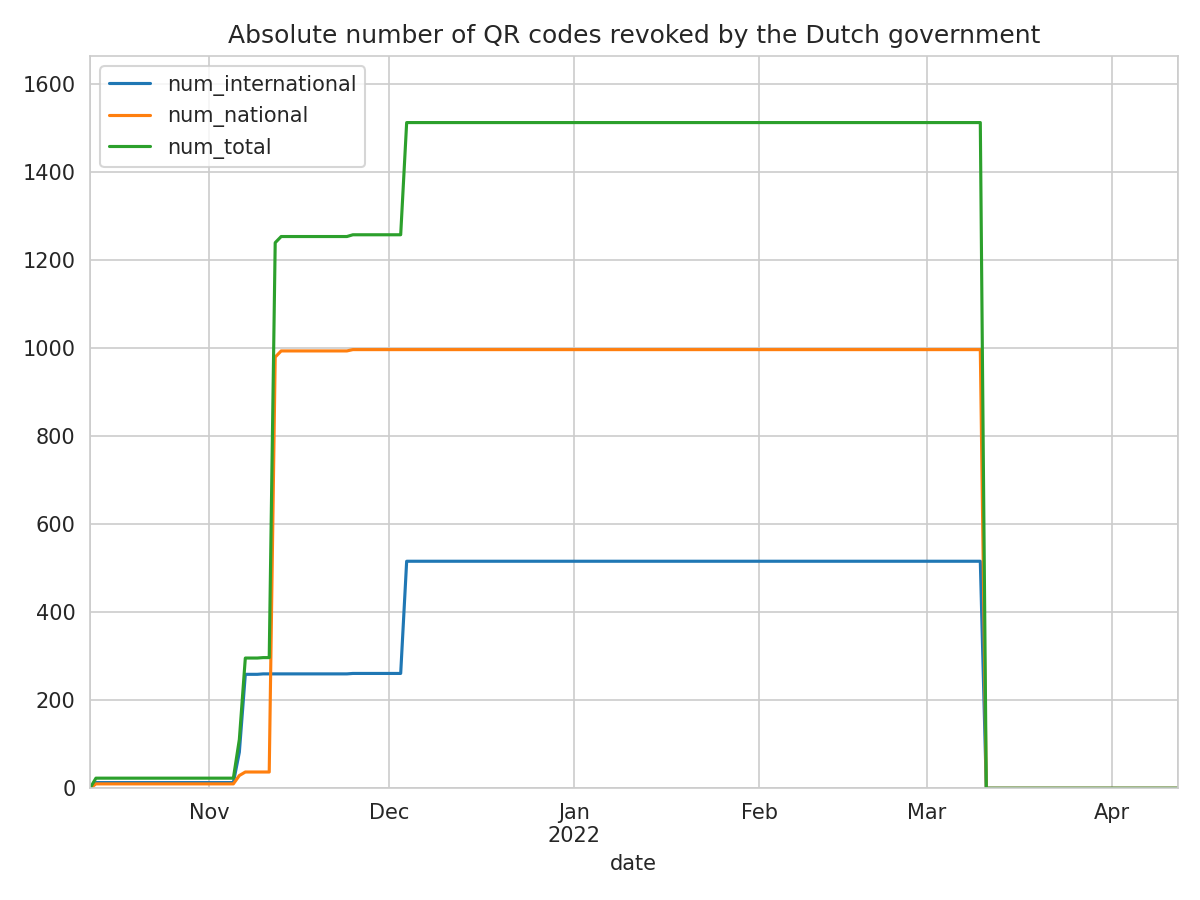 Absolute number of QR codes revoked by the Dutch government
num_international
num_national
num_total
1600
1400
1200
1000
800
600
400
200
0
Nov
Dec
Jan
2022
Feb
Mar
Apr
date